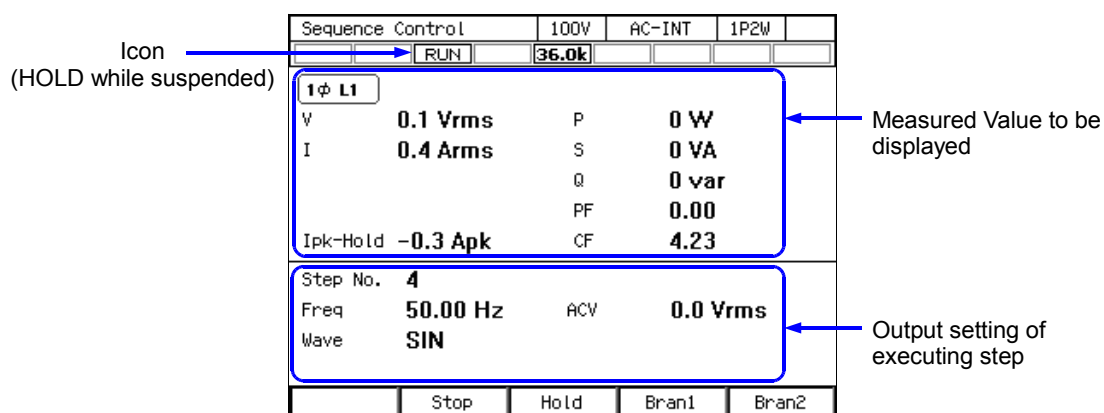 Sequence Control 100V AC-INT 1P2W
Icon
(HOLD while suspended)
RUN 36.0k
1ϕ L1
V 0.1 Vrms P 0 W
I 0.4 Arms S 0 VA
Q 0 var
PF 0.00
Ipk-Hold -0.3 Apk CF 4.23
Measured Value to be
displayed
Step No. 4
Freq 50.00 Hz ACV 0.0 Vrms
Wave SIN
Output setting of
executing step
Stop Hold Bran1 Bran2